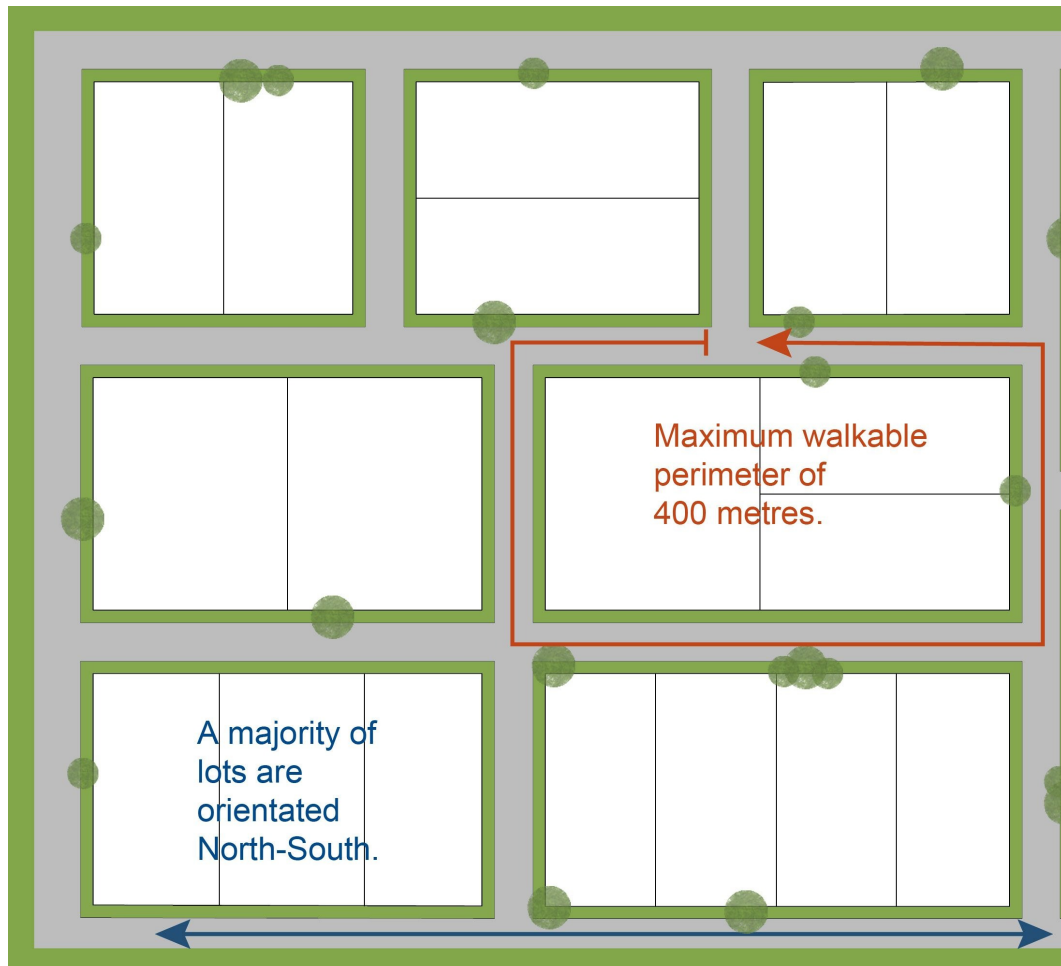 Maximum walkable
perimeter of
400 metres.
A majority of
lots are
orientated
North-South.